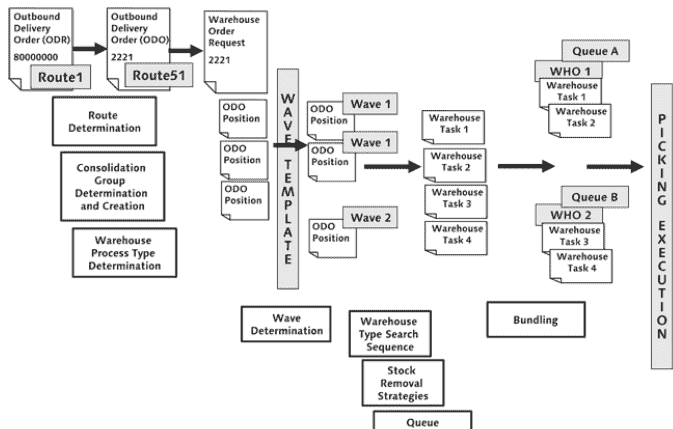 Outbound
Delivery
Order (ODR)
80000000
Route1
Outbound
Delivery
Order (ODO)
2221
Route51
Warehouse
Order
Request
2221
Route
Determination
Consolidation
Group
Determination
and Creation
Warehouse
Process Type
Determination
ODO
Position
ODO
Position
ODO
Position
WAVE TEMPLATE
ODO
Position
Wave 1
ODO
Position
Wave 1
ODO
Position
Wave 2
Warehouse
Task 1
Warehouse
Task 2
Warehouse
Task 3
Warehouse
Task 4
Queue A
WHO 1
Warehouse
Task 1
Warehouse
Task 2
Queue B
WHO 2
Warehouse
Task 3
Warehouse
Task 4
PICKING EXECUTION
Wave
Determination
Warehouse
Type Search
Sequence
Stock
Removal
Strategies
Queue
Bundling